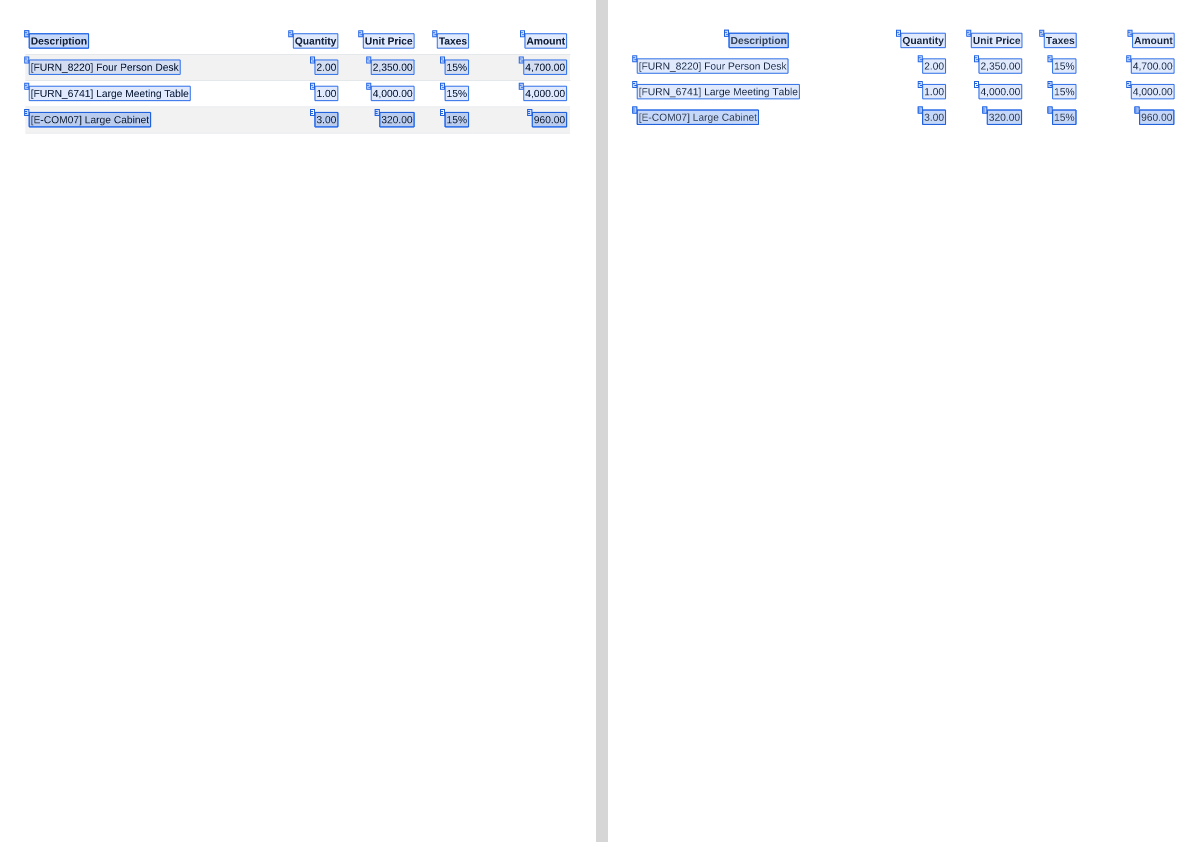 Description Quantity Unit Price Taxes Amount
[FURN_8220] Four Person Desk 2.00 2,350.00 15% 4,700.00
[FURN_6741] Large Meeting Table 1.00 4,000.00 15% 4,000.00
[E-COM07] Large Cabinet 3.00 320.00 15% 960.00
Description Quantity Unit Price Taxes Amount
[FURN_8220] Four Person Desk 2.00 2,350.00 15% 4,700.00
[FURN_6741] Large Meeting Table 1.00 4,000.00 15% 4,000.00
[E-COM07] Large Cabinet 3.00 320.00 15% 960.00